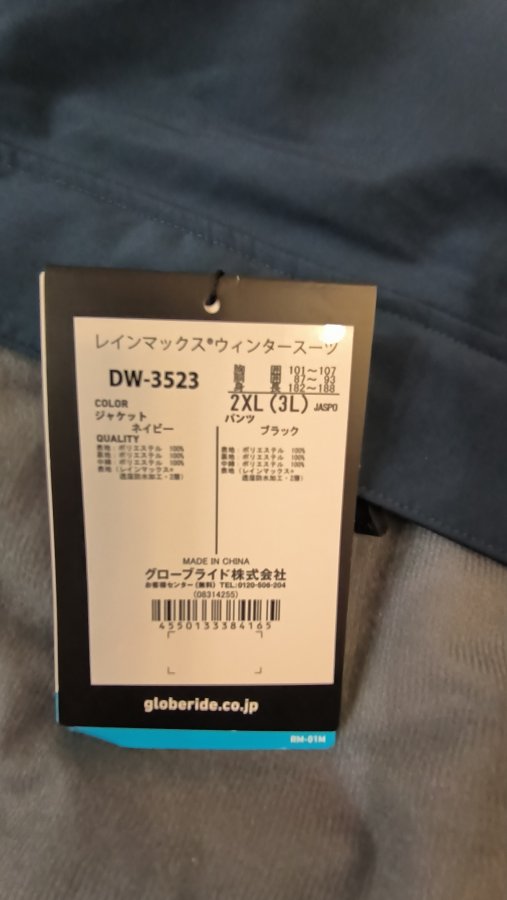 レインマックス®ウィンタースーツ
DW-3523
胸囲 101〜107
胴囲 87〜 93
身長 182〜188
2XL (3L) JASPO
COLOR
ジャケット
ネイビー
パンツ
ブラック
QUALITY
表地：ポリエステル 100%
裏地：ポリエステル 100%
中綿：ポリエステル 100%
表地（レインマックス®
透湿防水加工・2層）
表地：ポリエステル 100%
裏地：ポリエステル 100%
中綿：ポリエステル 100%
表地（レインマックス®
透湿防水加工・2層）
MADE IN CHINA
グローブライド株式会社
お客様センター（無料）TEL:0120-506-204
(08314255)
4550133384165
globeride.co.jp
RM-01M